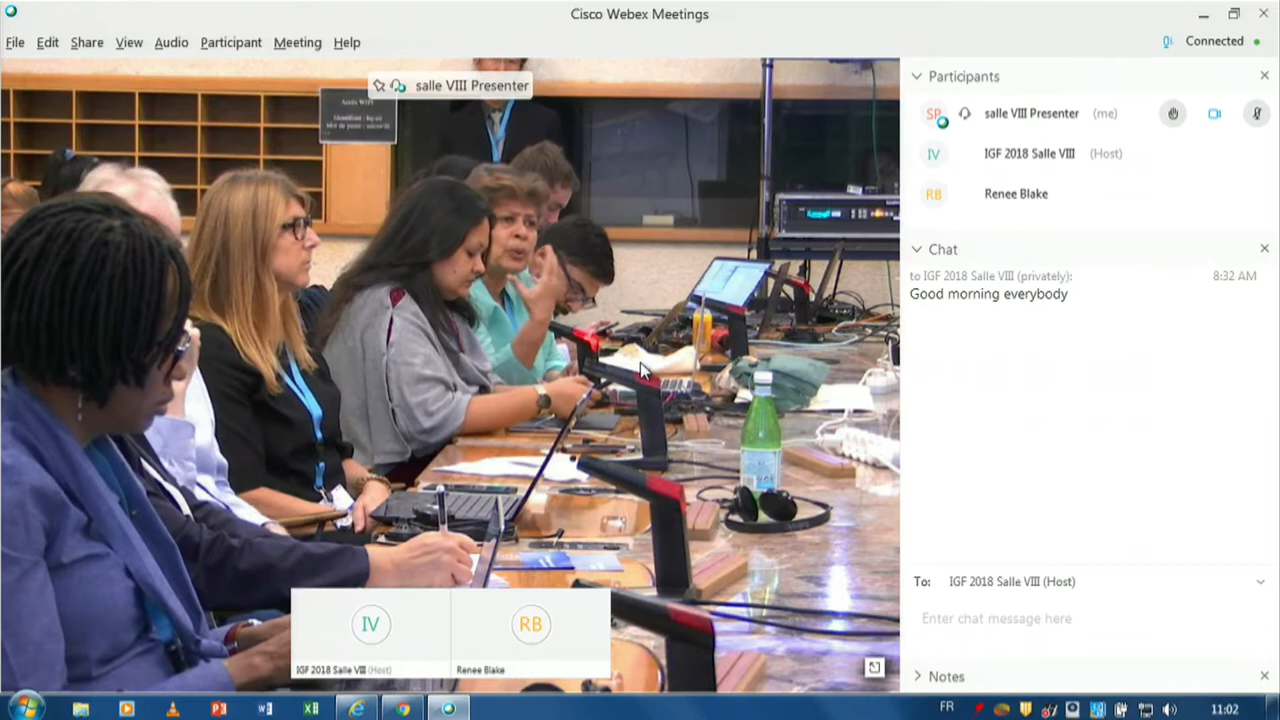 Cisco Webex Meetings
File Edit Share View Audio Participant Meeting Help
Connected
salle VIII Presenter
Accès WIFI
Participants
SP salle VIII Presenter (me)
IV IGF 2018 Salle VIII (Host)
RB Renee Blake
Chat
to IGF 2018 Salle VIII (privately): 8:32 AM
Good morning everybody
To: IGF 2018 Salle VIII (Host)
Enter chat message here
IV
IGF 2018 Salle VIII (Host)
RB
Renee Blake
Notes
FR 11:02